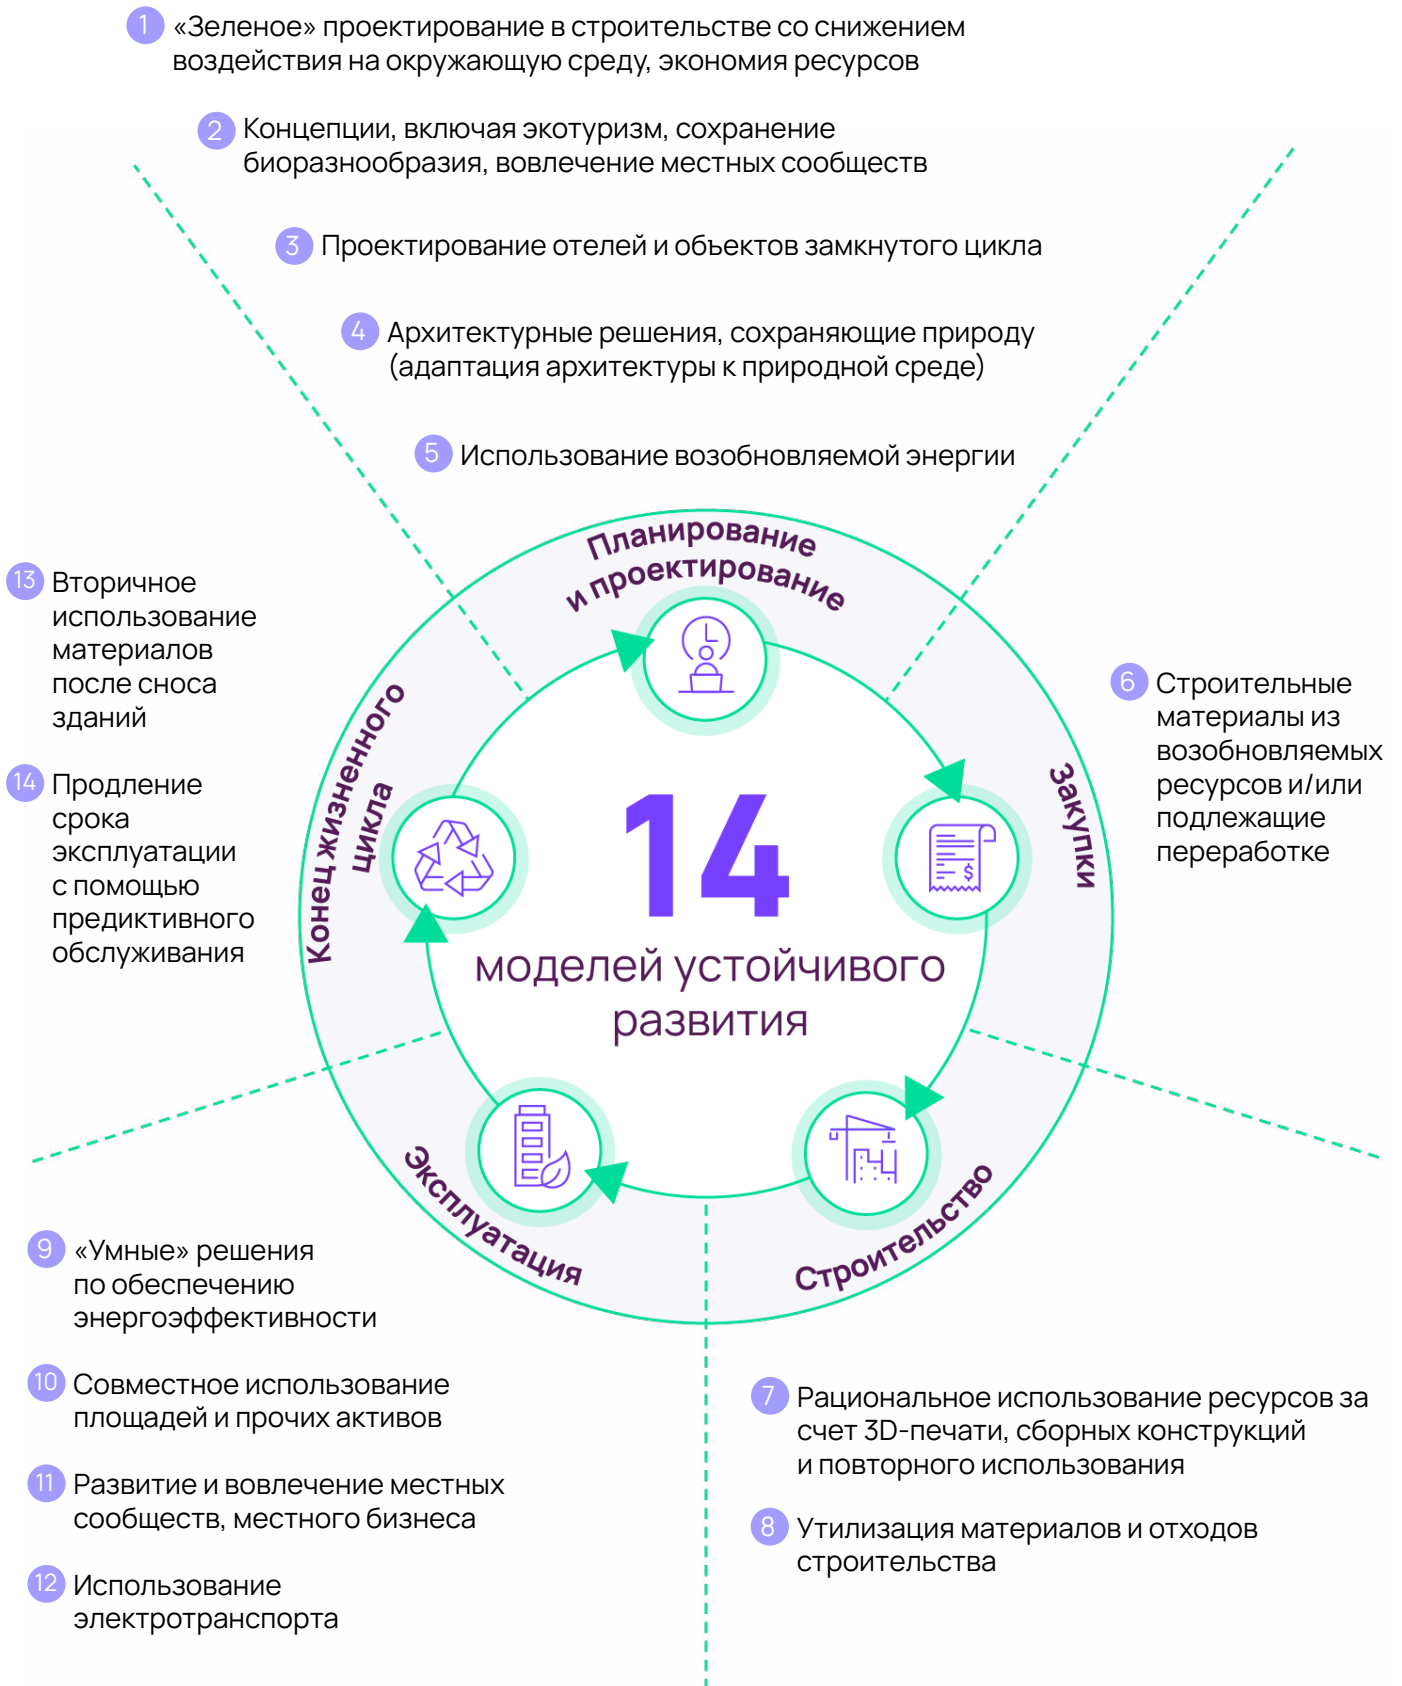 1 «Зеленое» проектирование в строительстве со снижением
воздействия на окружающую среду, экономия ресурсов
2 Концепции, включая экотуризм, сохранение
биоразнообразия, вовлечение местных сообществ
3 Проектирование отелей и объектов замкнутого цикла
4 Архитектурные решения, сохраняющие природу
(адаптация архитектуры к природной среде)
5 Использование возобновляемой энергии
Планирование
и проектирование
6 Строительные
материалы из
возобновляемых
ресурсов и/или
подлежащие
переработке
Закупки
$
14
моделей устойчивого
развития
Строительство
7 Рациональное использование ресурсов за
счет 3D-печати, сборных конструкций
и повторного использования
8 Утилизация материалов и отходов
строительства
Эксплуатация
9 «Умные» решения
по обеспечению
энергоэффективности
10 Совместное использование
площадей и прочих активов
11 Развитие и вовлечение местных
сообществ, местного бизнеса
12 Использование
электротранспорта
Конец жизненного
цикла
13 Вторичное
использование
материалов
после сноса
зданий
14 Продление
срока
эксплуатации
с помощью
предиктивного
обслуживания